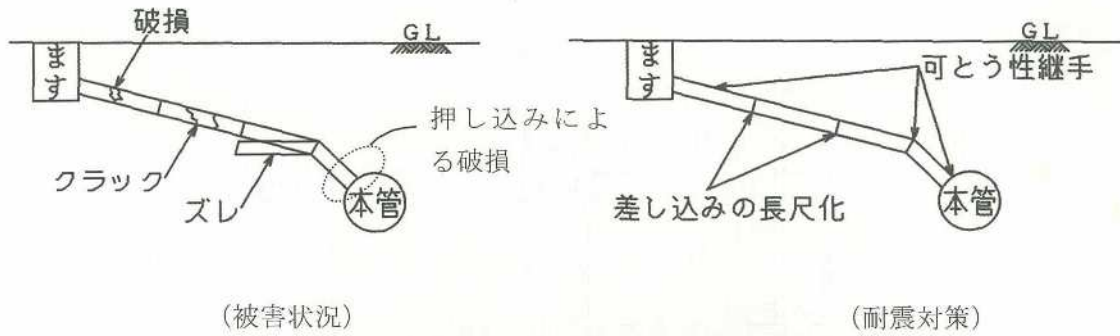 破損
GL
ます
クラック
ズレ
押し込みによ
る破損
本管
(被害状況)
GL
ます
可とう性継手
差し込みの長尺化
本管
(耐震対策)